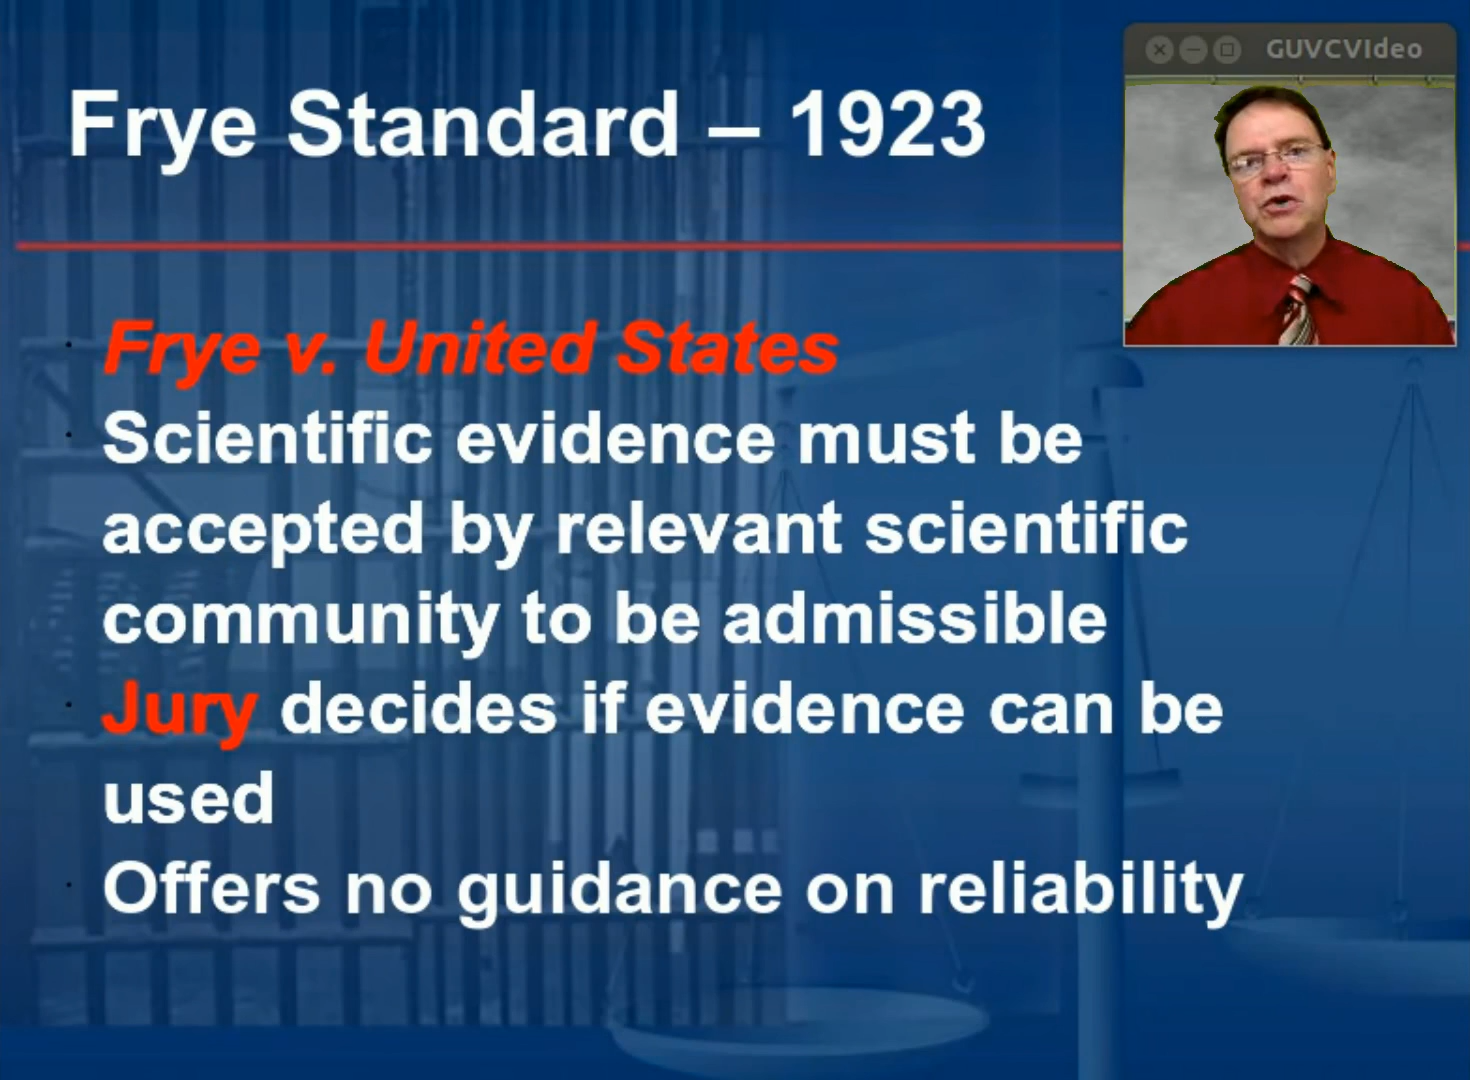 GUVCVIdeo
Frye Standard – 1923
Frye v. United States
Scientific evidence must be
accepted by relevant scientific
community to be admissible
Jury decides if evidence can be
used
Offers no guidance on reliability